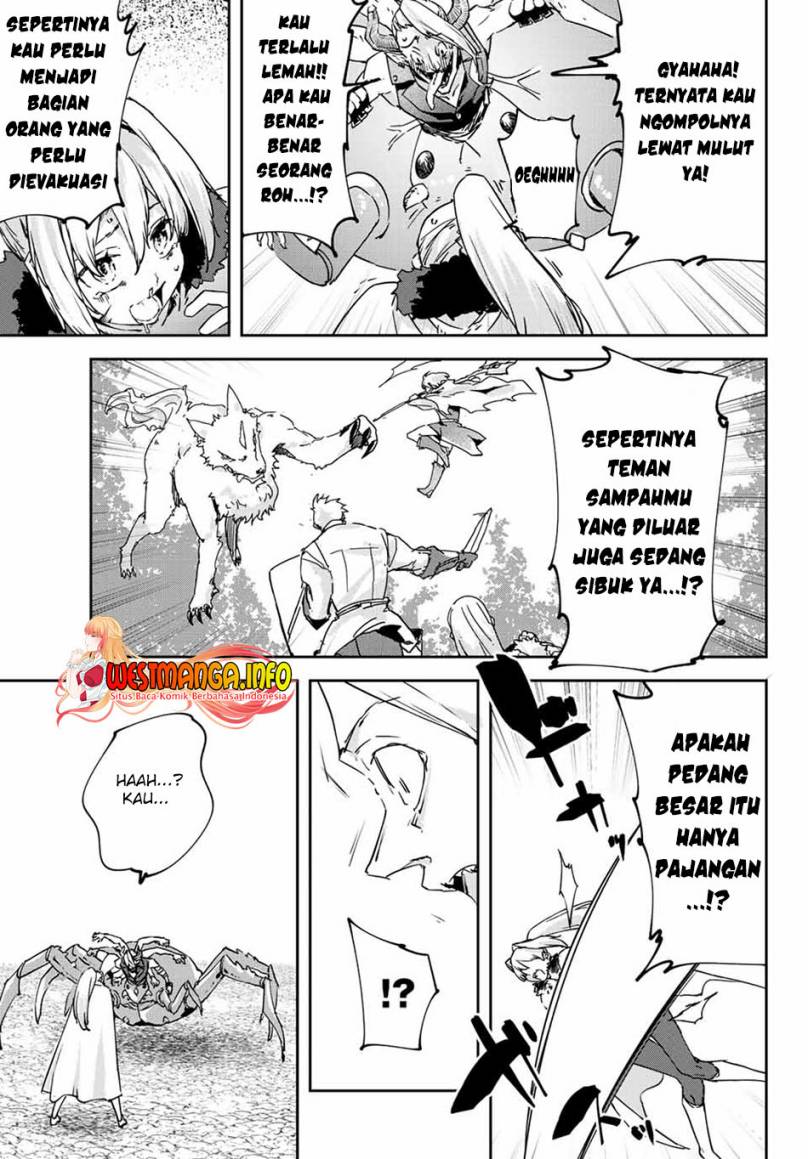 GYAHAHA!
TERNYATA KAU
NGOMPOLNYA
LEWAT MULUT
YA!
OEGHHHH
KAU
TERLALU
LEMAH!!
APA KAU
BENAR-
BENAR
SEORANG
ROH...!?
SEPERTINYA
KAU PERLU
MENJADI
BAGIAN
ORANG YANG
PERLU
DIEVAKUASI
SEPERTINYA
TEMAN
SAMPAHMU
YANG DILUAR
JUGA SEDANG
SIBUK YA...!?
APAKAH
PEDANG
BESAR ITU
HANYA
PAJANGAN
...!?
!?
HAAH...?
KAU...
WESTMANGA.INFO
Situs Baca Komik Berbahasa Indonesia